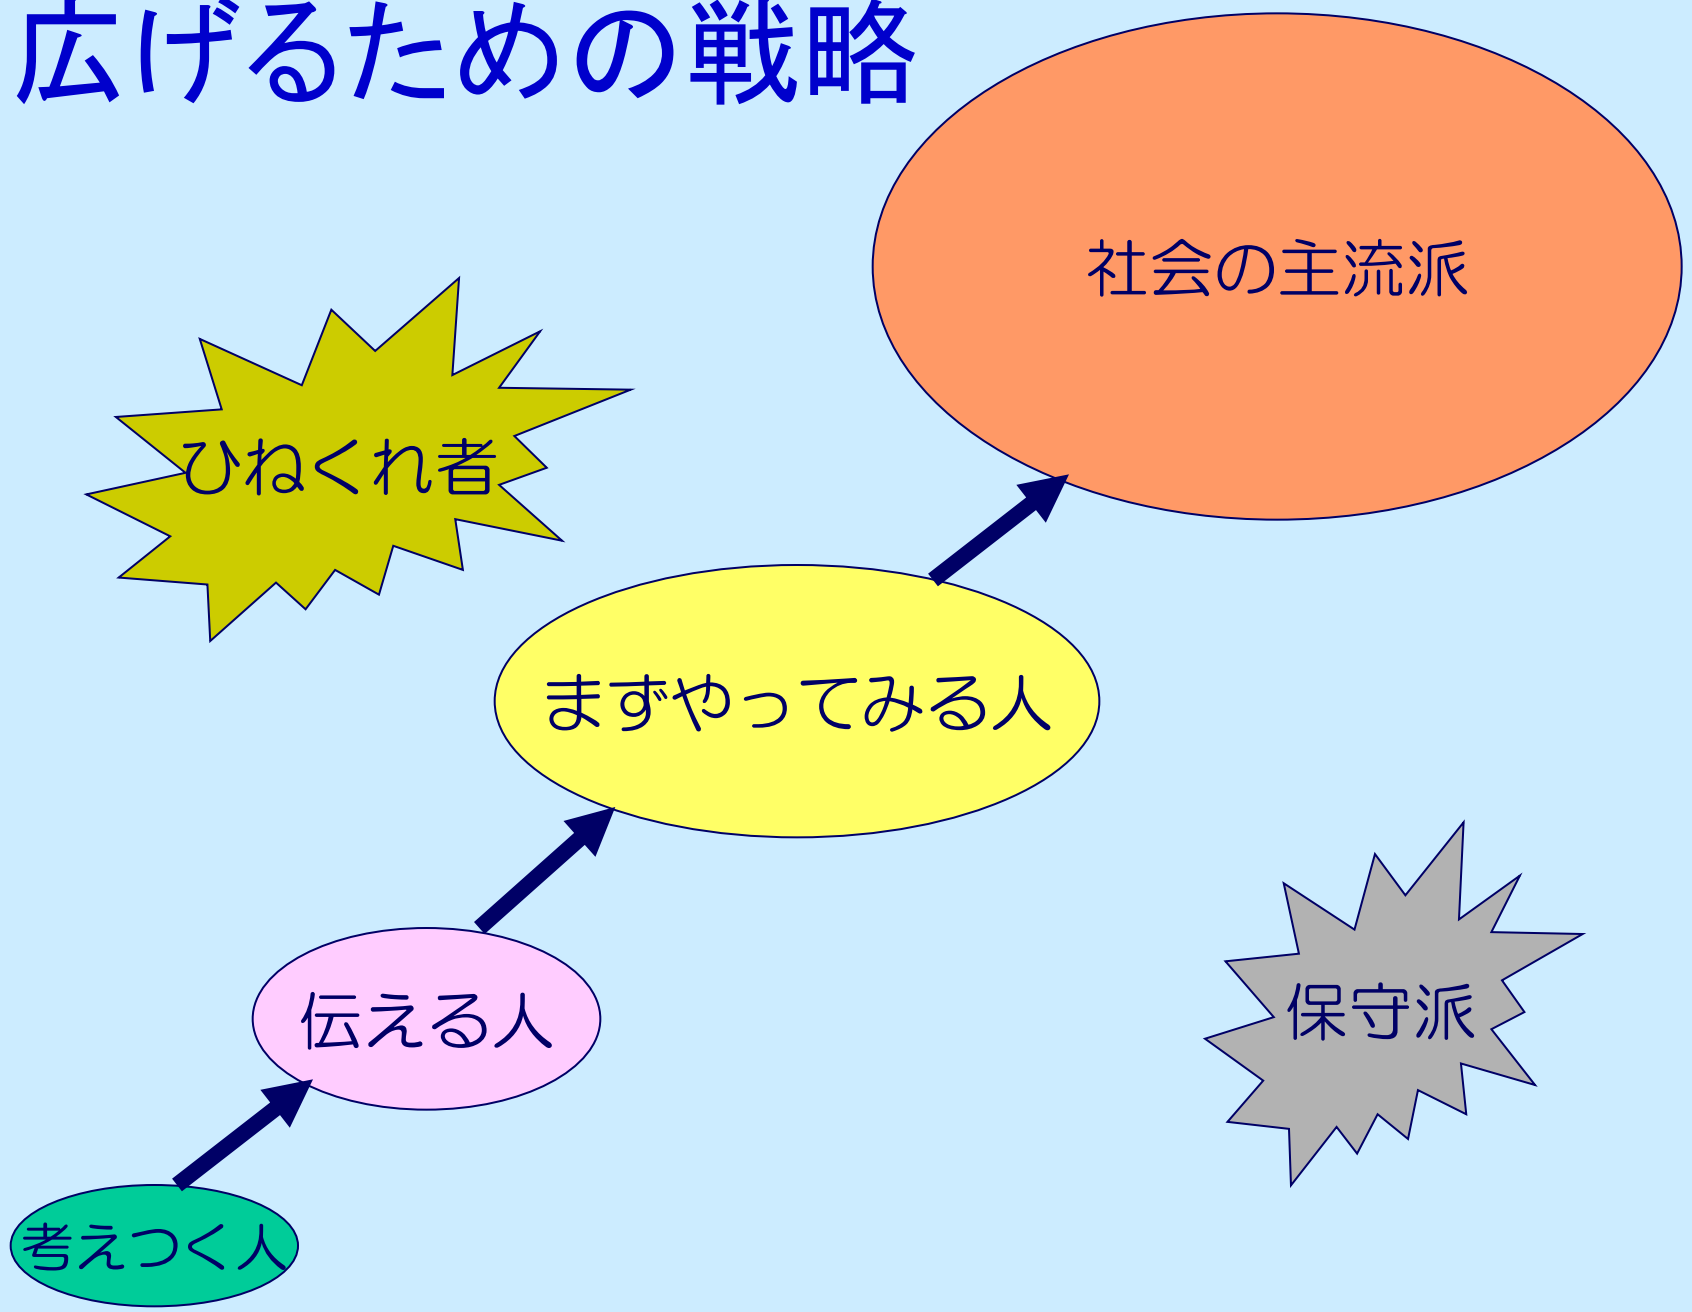 広げるための戦略
社会の主流派
ひねくれ者
まずやってみる人
保守派
伝える人
考えつく人